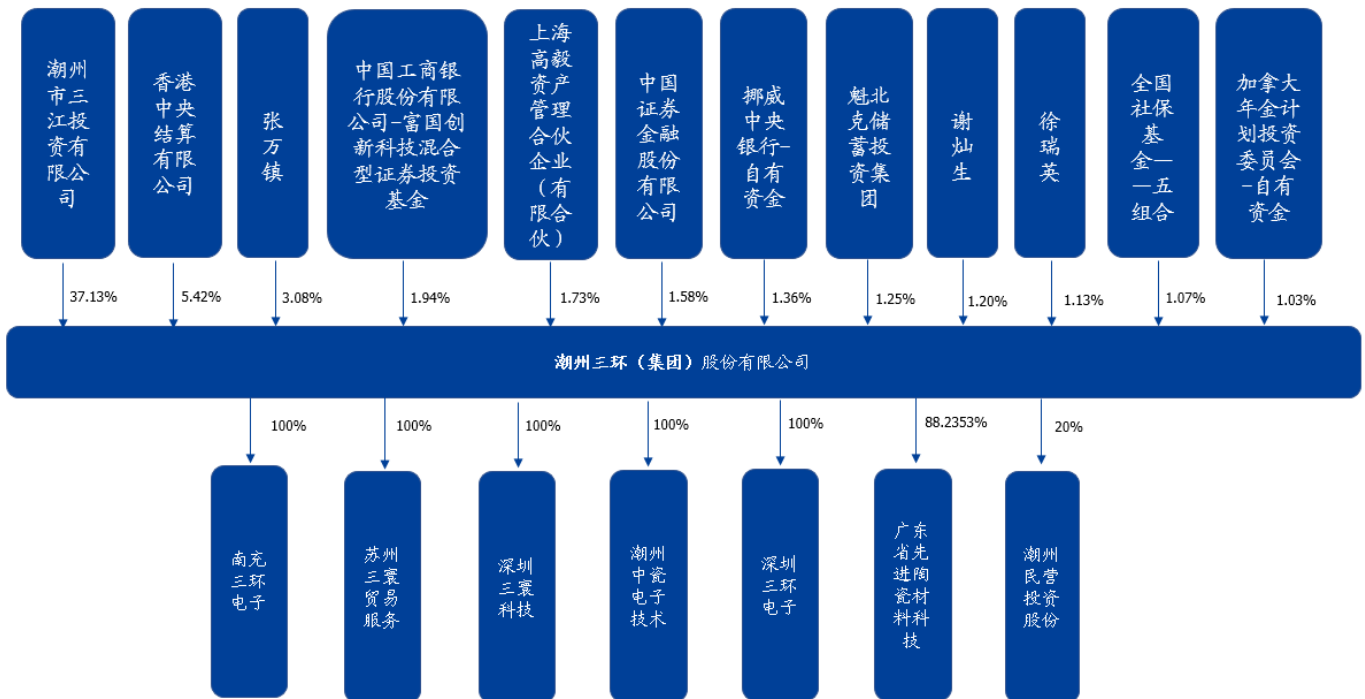 潮州
市三
江投
资有
限公
司
香港
中央
结算
有限
公司
张
万
镇
中国工商银
行股份有限
公司-富国创
新科技混合
型证券投资
基金
上海
高毅
资产
管理
合伙
企业
（有
限合
伙）
中国
证券
金融
股份
有限
公司
挪威
中央
银行-
自有
资金
魁北
克储
蓄投
资集
团
谢
灿
生
徐
瑞
英
全国
社保
基
金—
—五
组合
加拿大
年金计
划投资
委员会
-自有
资金
37.13%
5.42%
3.08%
1.94%
1.73%
1.58%
1.36%
1.25%
1.20%
1.13%
1.07%
1.03%
潮州三环（集团）股份有限公司
100%
100%
100%
100%
100%
88.2353%
20%
南充
三环
电子
苏州
三寰
贸易
服务
深圳
三寰
科技
潮州
中瓷
电子
技术
深圳
三环
电子
广东
省先
进陶
瓷材
料科
技
潮州
民营
投资
股份